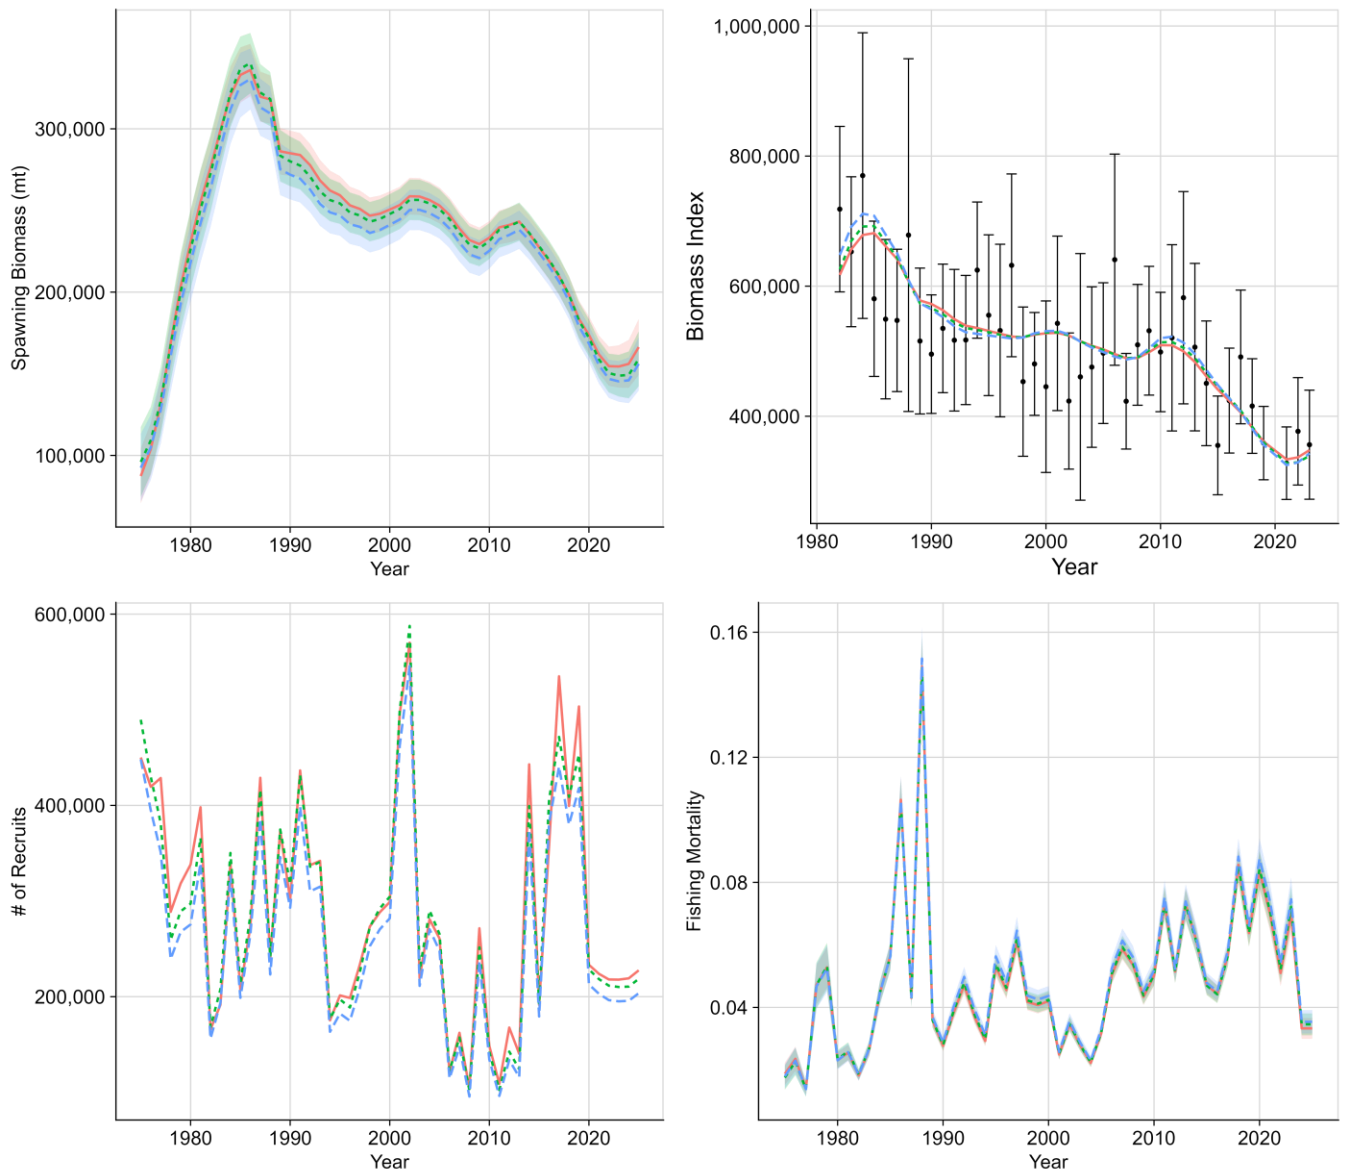 300,000
200,000
100,000
Spawning Biomass (mt)
1980 1990 2000 2010 2020
Year
1,000,000
800,000
600,000
400,000
Biomass Index
1980 1990 2000 2010 2020
Year
600,000
400,000
200,000
# of Recruits
1980 1990 2000 2010 2020
Year
0.16
0.12
0.08
0.04
Fishing Mortality
1980 1990 2000 2010 2020
Year